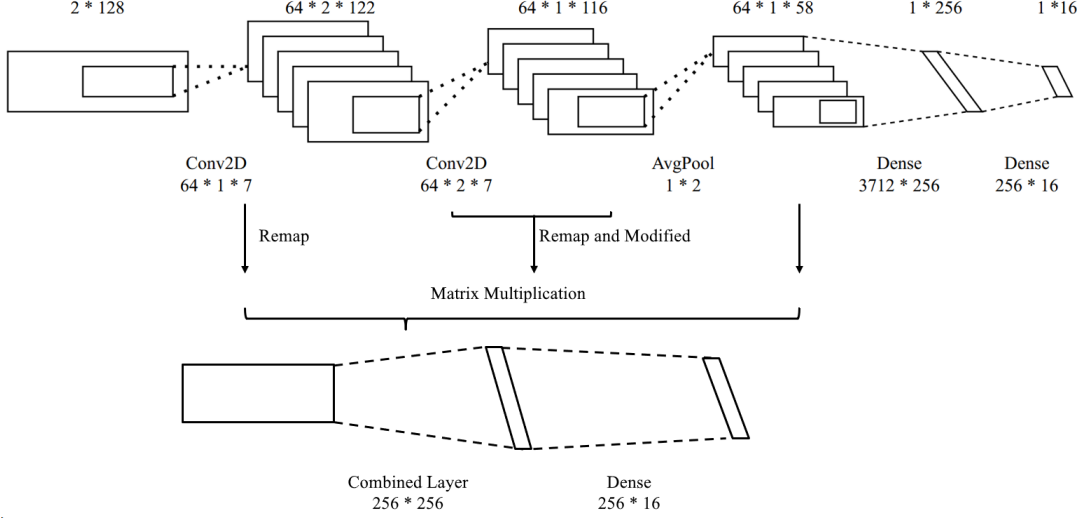 2 * 128
64 * 2 * 122
64 * 1 * 116
64 * 1 * 58
1 * 256
1 *16
Conv2D
64 * 1 * 7
Conv2D
64 * 2 * 7
AvgPool
1 * 2
Dense
3712 * 256
Dense
256 * 16
Remap
Remap and Modified
Matrix Multiplication
Combined Layer
256 * 256
Dense
256 * 16